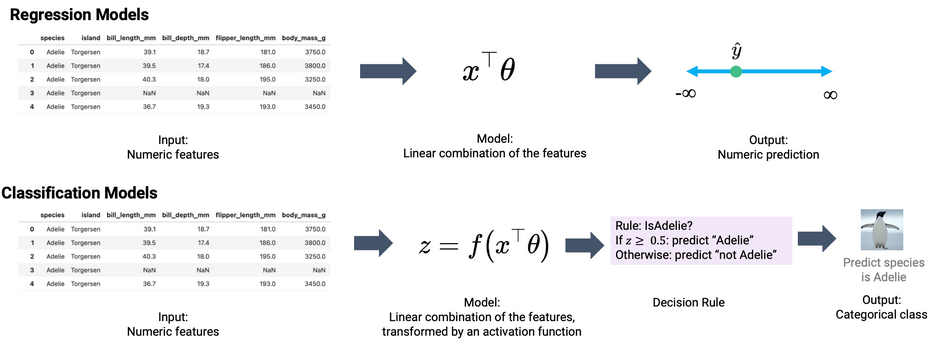 Regression Models
species island bill_length_mm bill_depth_mm flipper_length_mm body_mass_g
0 Adelie Torgersen 39.1 18.7 181.0 3750.0
1 Adelie Torgersen 39.5 17.4 186.0 3800.0
2 Adelie Torgersen 40.3 18.0 195.0 3250.0
3 Adelie Torgersen NaN NaN NaN NaN
4 Adelie Torgersen 36.7 19.3 193.0 3450.0
Input:
Numeric features
x⊤θ
Model:
Linear combination of the features
ŷ
-∞ ∞
Output:
Numeric prediction
Classification Models
species island bill_length_mm bill_depth_mm flipper_length_mm body_mass_g
0 Adelie Torgersen 39.1 18.7 181.0 3750.0
1 Adelie Torgersen 39.5 17.4 186.0 3800.0
2 Adelie Torgersen 40.3 18.0 195.0 3250.0
3 Adelie Torgersen NaN NaN NaN NaN
4 Adelie Torgersen 36.7 19.3 193.0 3450.0
Input:
Numeric features
z = f(x⊤θ)
Model:
Linear combination of the features,
transformed by an activation function
Rule: IsAdelie?
If z ≥ 0.5: predict “Adelie”
Otherwise: predict “not Adelie”
Decision Rule
Predict species
is Adelie
Output:
Categorical class